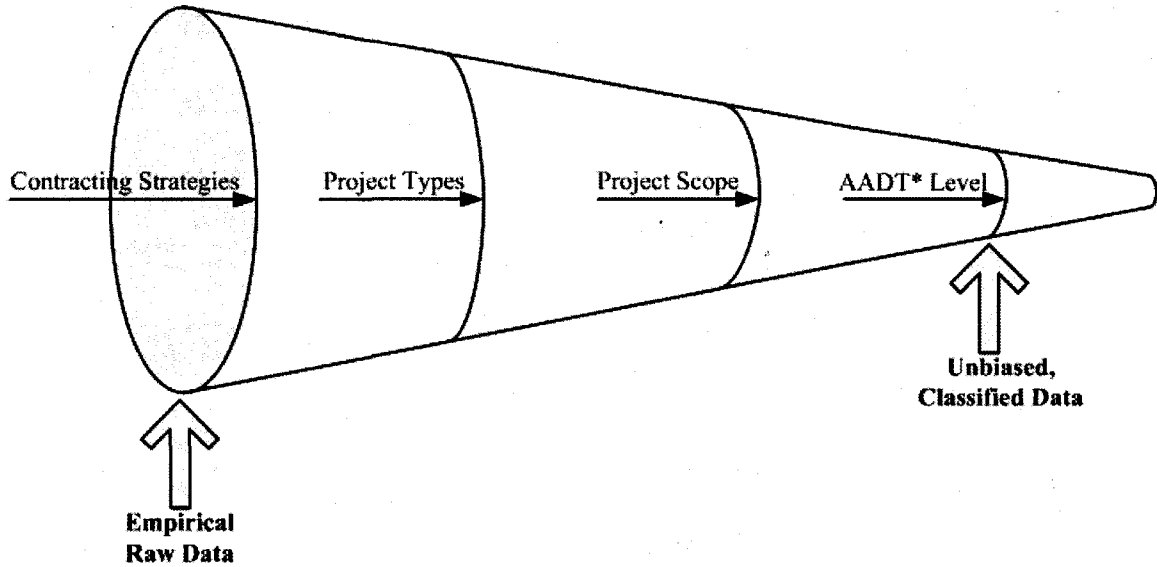 Contracting Strategies
Project Types
Project Scope
AADT* Level
Unbiased,
Classified Data
Empirical
Raw Data